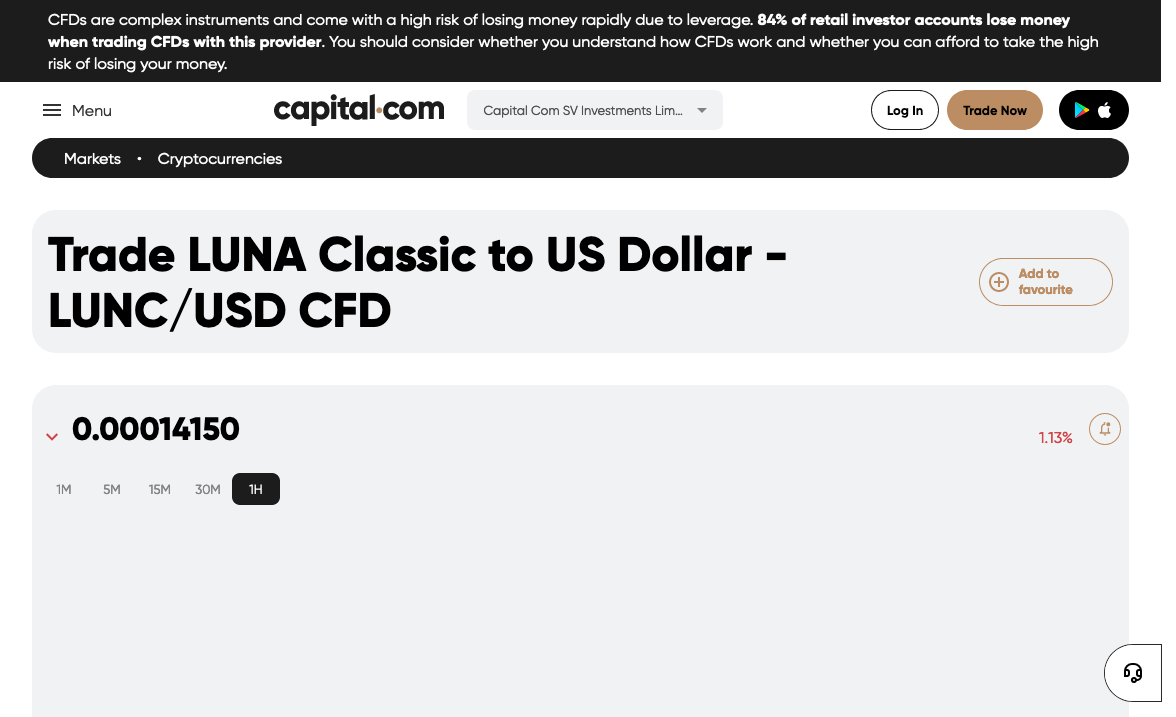 CFDs are complex instruments and come with a high risk of losing money rapidly due to leverage. 84% of retail investor accounts lose money
when trading CFDs with this provider. You should consider whether you understand how CFDs work and whether you can afford to take the high
risk of losing your money.
Menu
capital.com
Capital Com SV Investments Lim...
Log In
Trade Now
Markets • Cryptocurrencies
Trade LUNA Classic to US Dollar -
LUNC/USD CFD
Add to
favourite
0.00014150
1.13%
1M 5M 15M 30M 1H